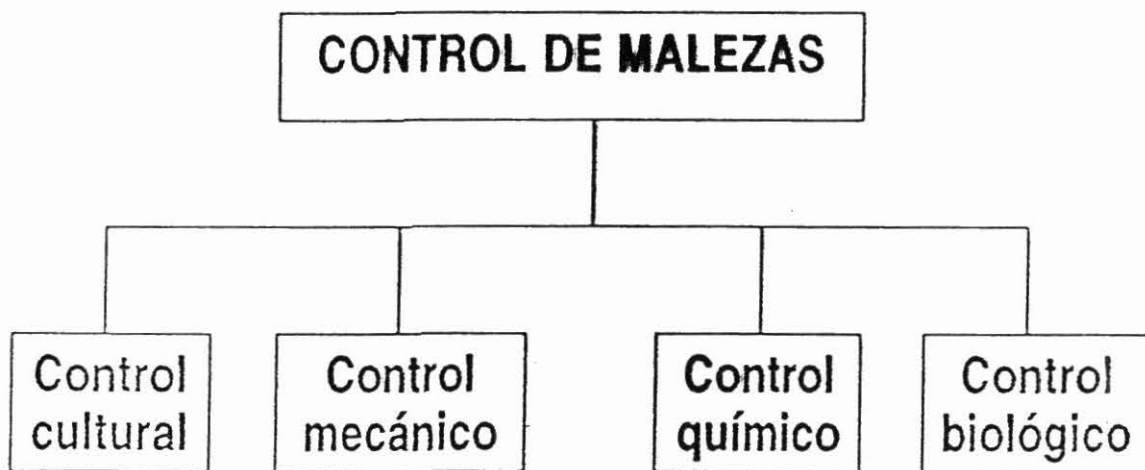 CONTROL DE MALEZAS
Control
cultural
Control
mecánico
Control
químico
Control
biológico